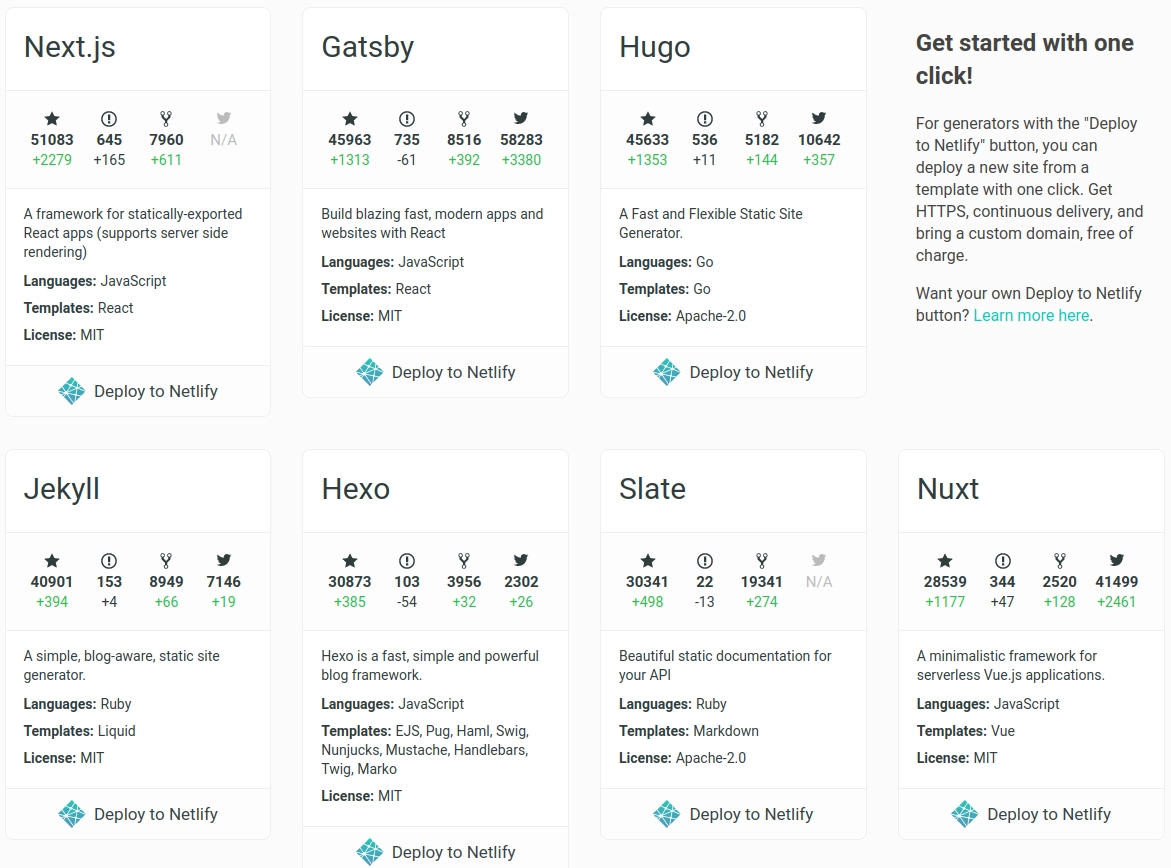 Next.js
51083 645 7960 N/A
+2279 +165 +611
A framework for statically-exported
React apps (supports server side
rendering)
Languages: JavaScript
Templates: React
License: MIT
Deploy to Netlify
Gatsby
45963 735 8516 58283
+1313 -61 +392 +3380
Build blazing fast, modern apps and
websites with React
Languages: JavaScript
Templates: React
License: MIT
Deploy to Netlify
Hugo
45633 536 5182 10642
+1353 +11 +144 +357
A Fast and Flexible Static Site
Generator.
Languages: Go
Templates: Go
License: Apache-2.0
Deploy to Netlify
Get started with one
click!
For generators with the "Deploy
to Netlify" button, you can
deploy a new site from a
template with one click. Get
HTTPS, continuous delivery, and
bring a custom domain, free of
charge.
Want your own Deploy to Netlify
button? Learn more here.
Jekyll
40901 153 8949 7146
+394 +4 +66 +19
A simple, blog-aware, static site
generator.
Languages: Ruby
Templates: Liquid
License: MIT
Deploy to Netlify
Hexo
30873 103 3956 2302
+385 -54 +32 +26
Hexo is a fast, simple and powerful
blog framework.
Languages: JavaScript
Templates: EJS, Pug, Haml, Swig,
Nunjucks, Mustache, Handlebars,
Twig, Marko
License: MIT
Deploy to Netlify
Slate
30341 22 19341 N/A
+498 -13 +274
Beautiful static documentation for
your API
Languages: Ruby
Templates: Markdown
License: Apache-2.0
Deploy to Netlify
Nuxt
28539 344 2520 41499
+1177 +47 +128 +2461
A minimalistic framework for
serverless Vue.js applications.
Languages: JavaScript
Templates: Vue
License: MIT
Deploy to Netlify